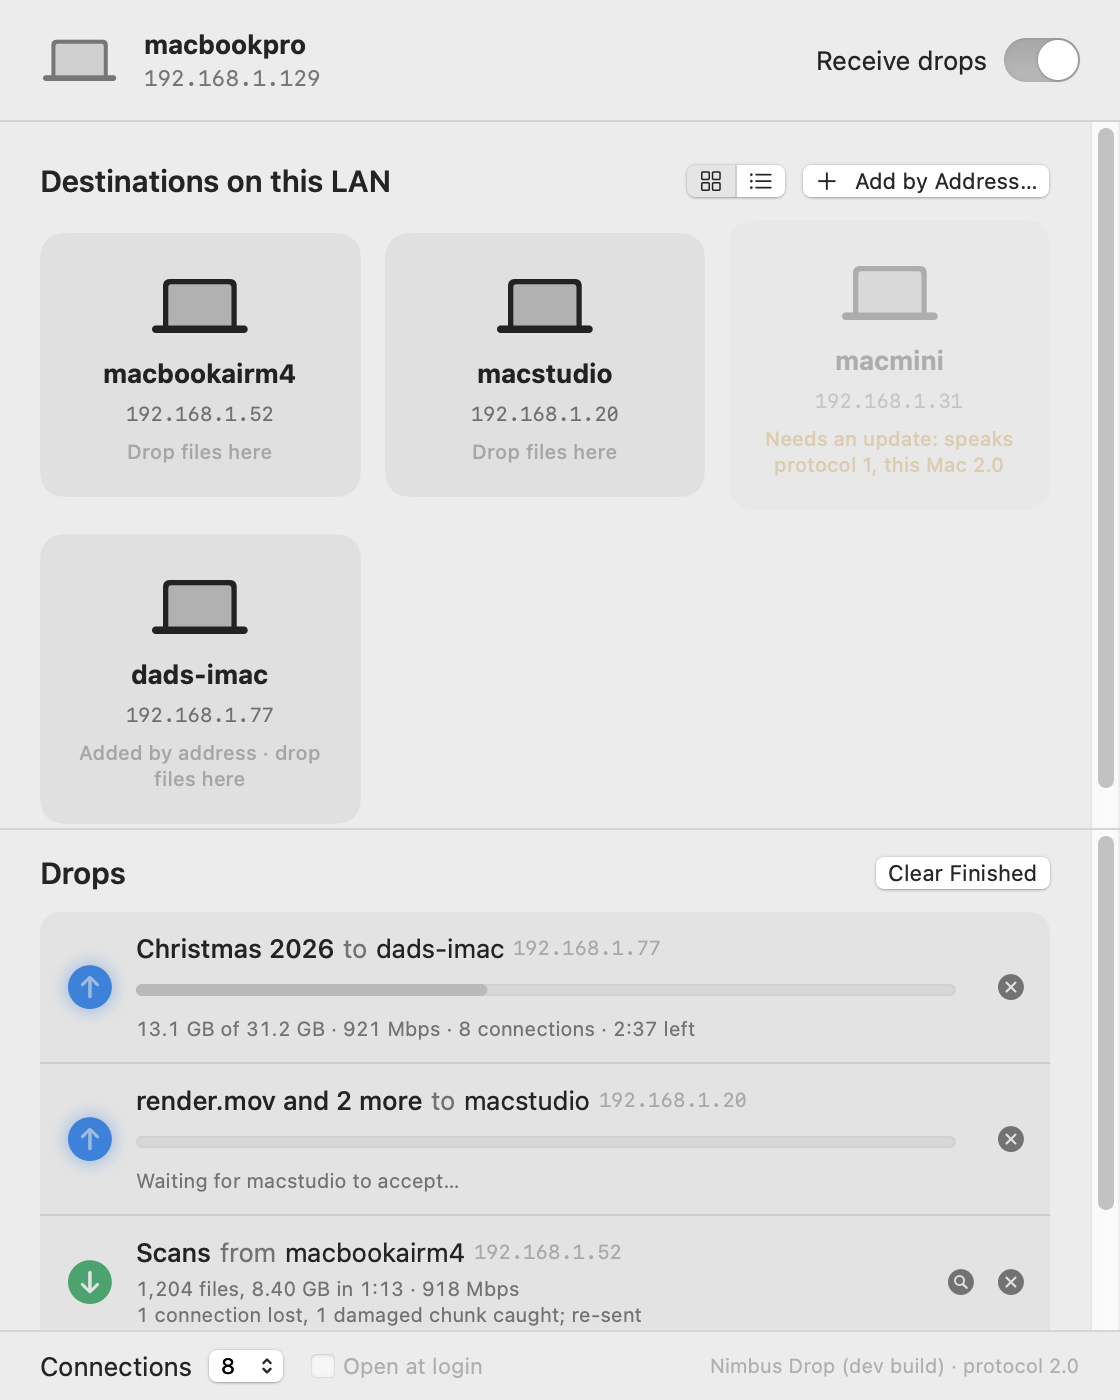 macbookpro
192.168.1.129
Receive drops
Destinations on this LAN
Add by Address...
macbookairm4
192.168.1.52
Drop files here
macstudio
192.168.1.20
Drop files here
macmini
192.168.1.31
Needs an update: speaks
protocol 1, this Mac 2.0
dads-imac
192.168.1.77
Added by address · drop
files here
Drops
Clear Finished
Christmas 2026 to dads-imac 192.168.1.77
13.1 GB of 31.2 GB · 921 Mbps · 8 connections · 2:37 left
render.mov and 2 more to macstudio 192.168.1.20
Waiting for macstudio to accept...
Scans from macbookairm4 192.168.1.52
1,204 files, 8.40 GB in 1:13 · 918 Mbps
1 connection lost, 1 damaged chunk caught; re-sent
Connections 8 Open at login Nimbus Drop (dev build) · protocol 2.0